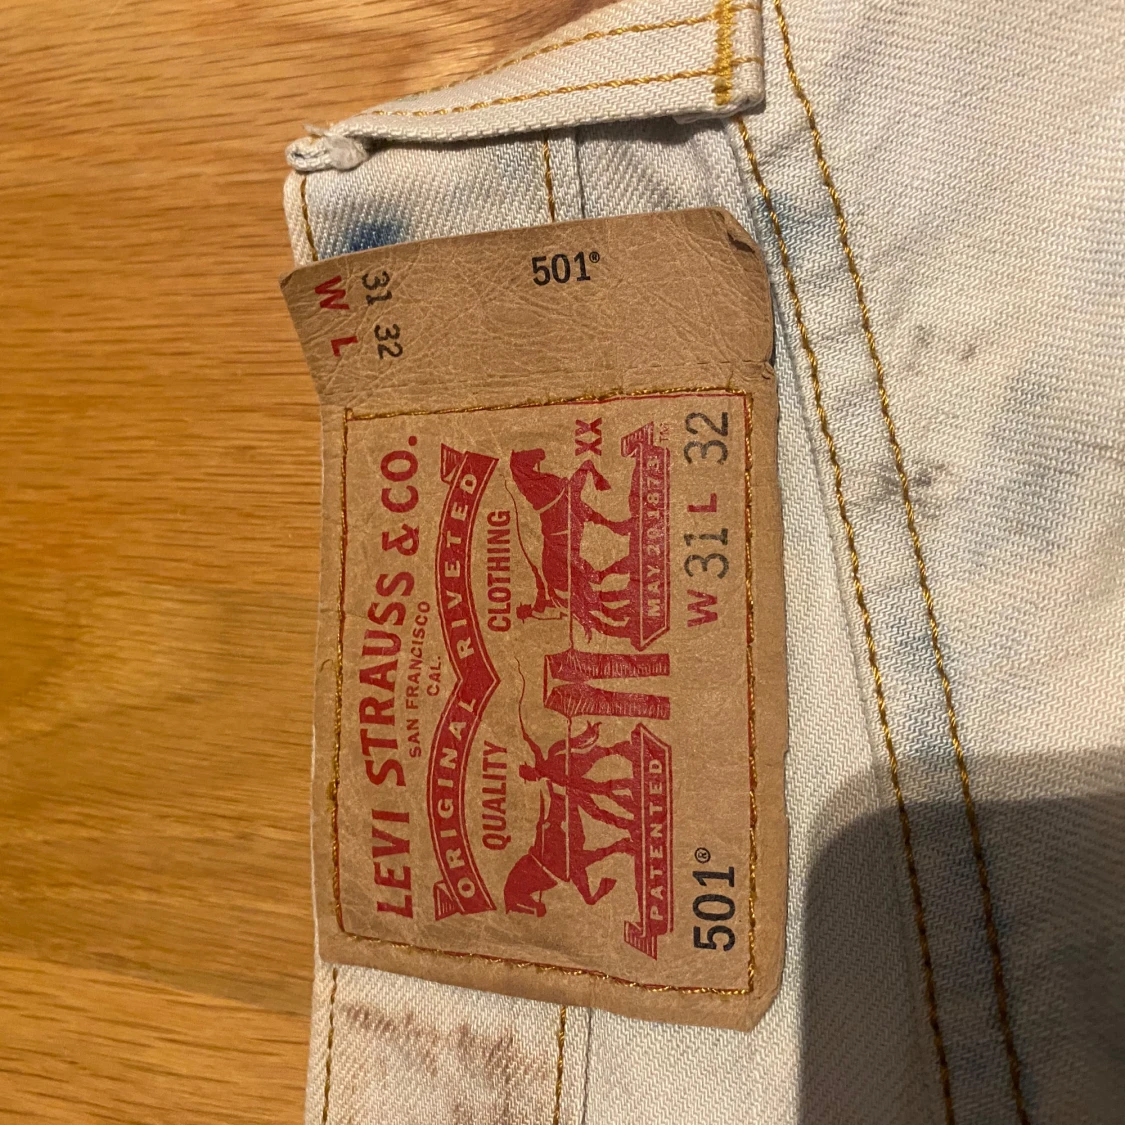 LEVI STRAUSS & CO.
SAN FRANCISCO
CAL.
ORIGINAL RIVETED
QUALITY CLOTHING
XX
PATENTED MAY 20 1873 ™
501® W 31 L 32
501®
31 32
W L